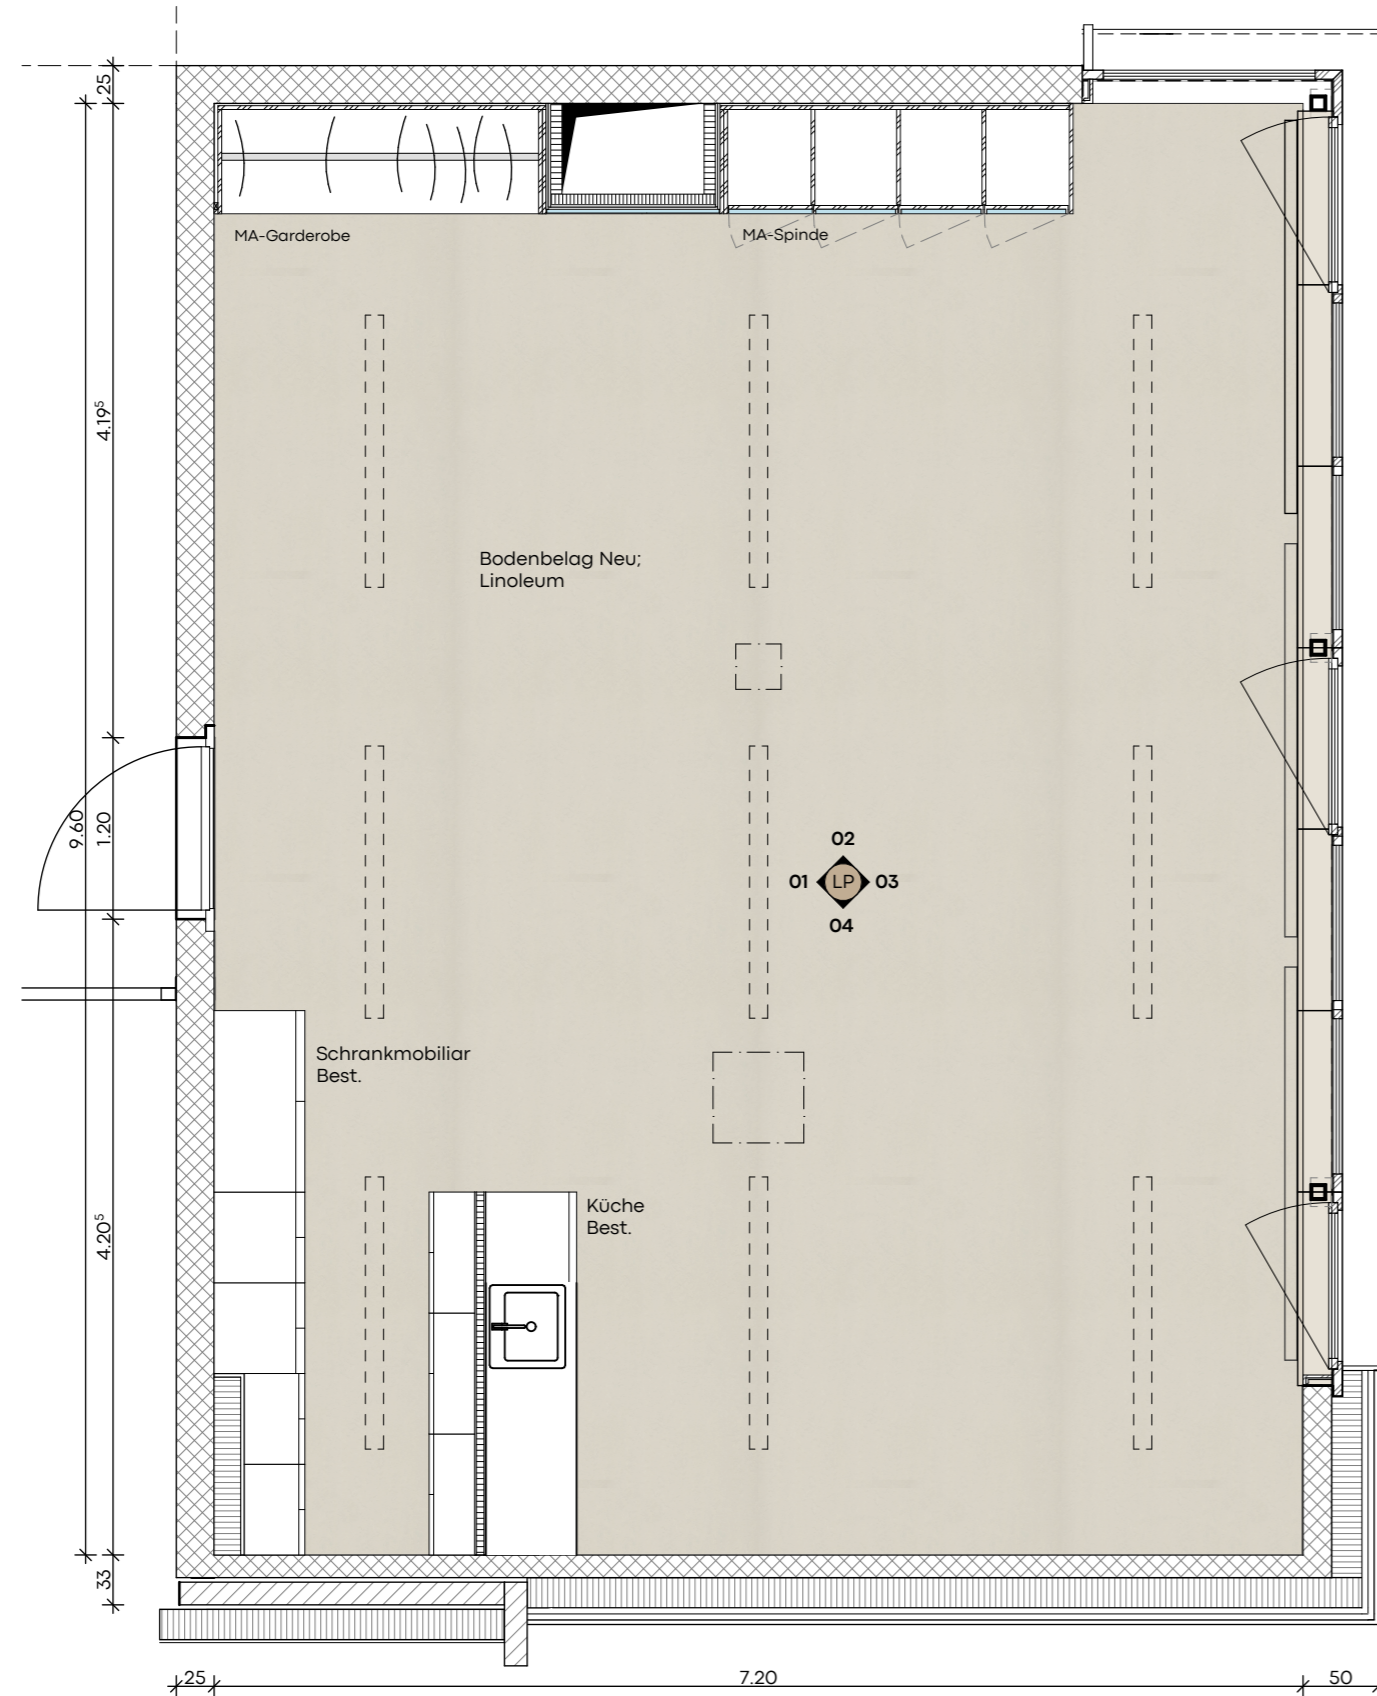 25
MA-Garderobe
MA-Spinde
4.19⁵
Bodenbelag Neu;
Linoleum
9.60
1.20
02
01 LP 03
04
Schrankmobiliar
Best.
Küche
Best.
4.20⁵
33
25 7.20 50